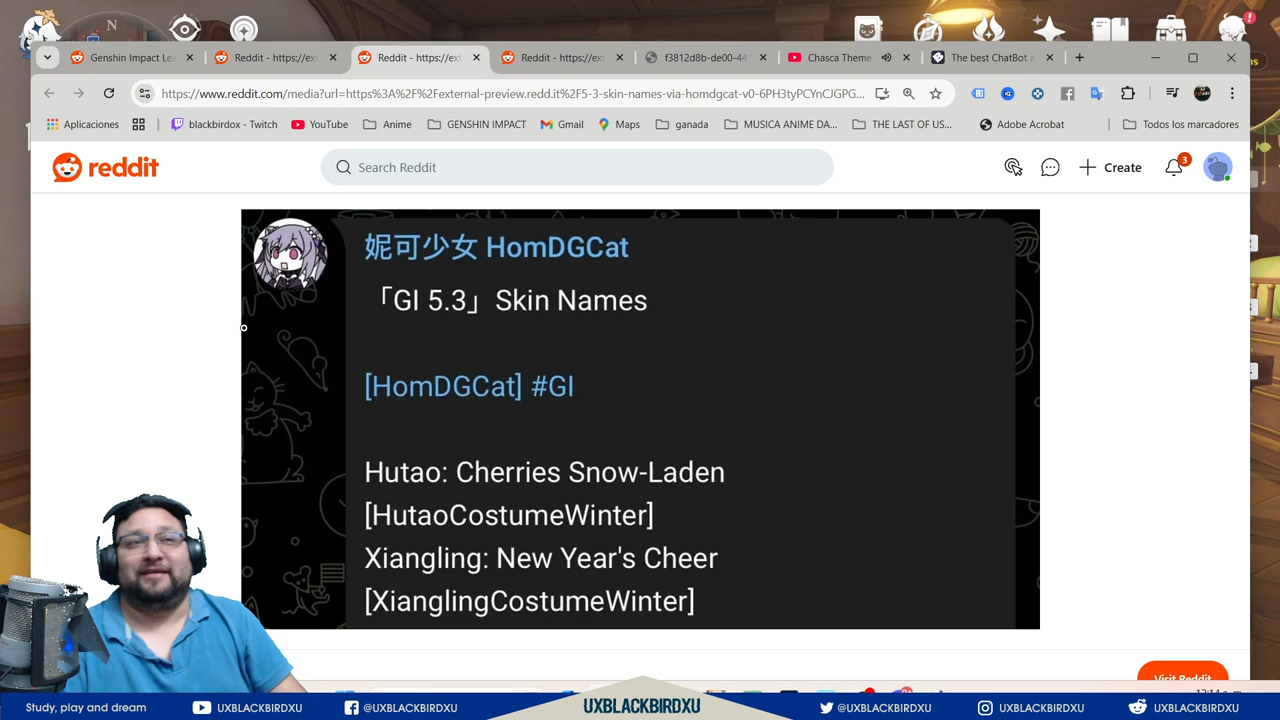 N
Genshin Impact Le
Reddit - https://ext
Reddit - https://ext
Reddit - https://ext
f3812d8b-de00-44
Chasca Theme
The best ChatBot a
https://www.reddit.com/media?url=https%3A%2F%2Fexternal-preview.redd.it%2F5-3-skin-names-via-homdgcat-v0-6PH3tyPCYnCJGPG...
Aplicaciones
blackbirdox - Twitch
YouTube
Anime
GENSHIN IMPACT
Gmail
Maps
ganada
MUSICA ANIME DA...
THE LAST OF US...
Adobe Acrobat
Todos los marcadores
reddit
Search Reddit
Create
3
妮可少女 HomDGCat
「GI 5.3」Skin Names
[HomDGCat] #GI
Hutao: Cherries Snow-Laden
[HutaoCostumeWinter]
Xiangling: New Year's Cheer
[XianglingCostumeWinter]
Visit Reddit
Study, play and dream
UXBLACKBIRDXU
@UXBLACKBIRDXU
UXBLACKBIRDXU
@UXBLACKBIRDXU
UXBLACKBIRDXU
UXBLACKBIRDXU